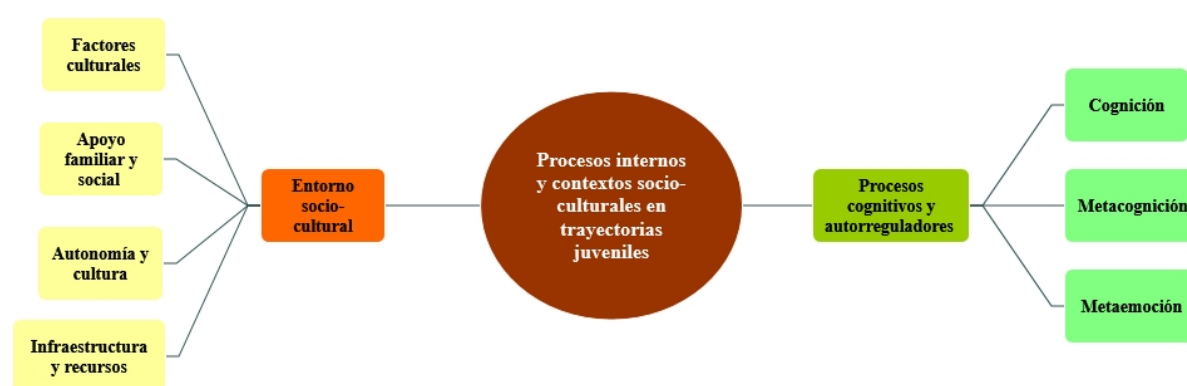 Factores
culturales
Apoyo
familiar y
social
Autonomía y
cultura
Infraestructura
y recursos
Entorno
socio-
cultural
Procesos internos
y contextos socio-
culturales en
trayectorias
juveniles
Procesos
cognitivos y
autorreguladores
Cognición
Metacognición
Metaemoción